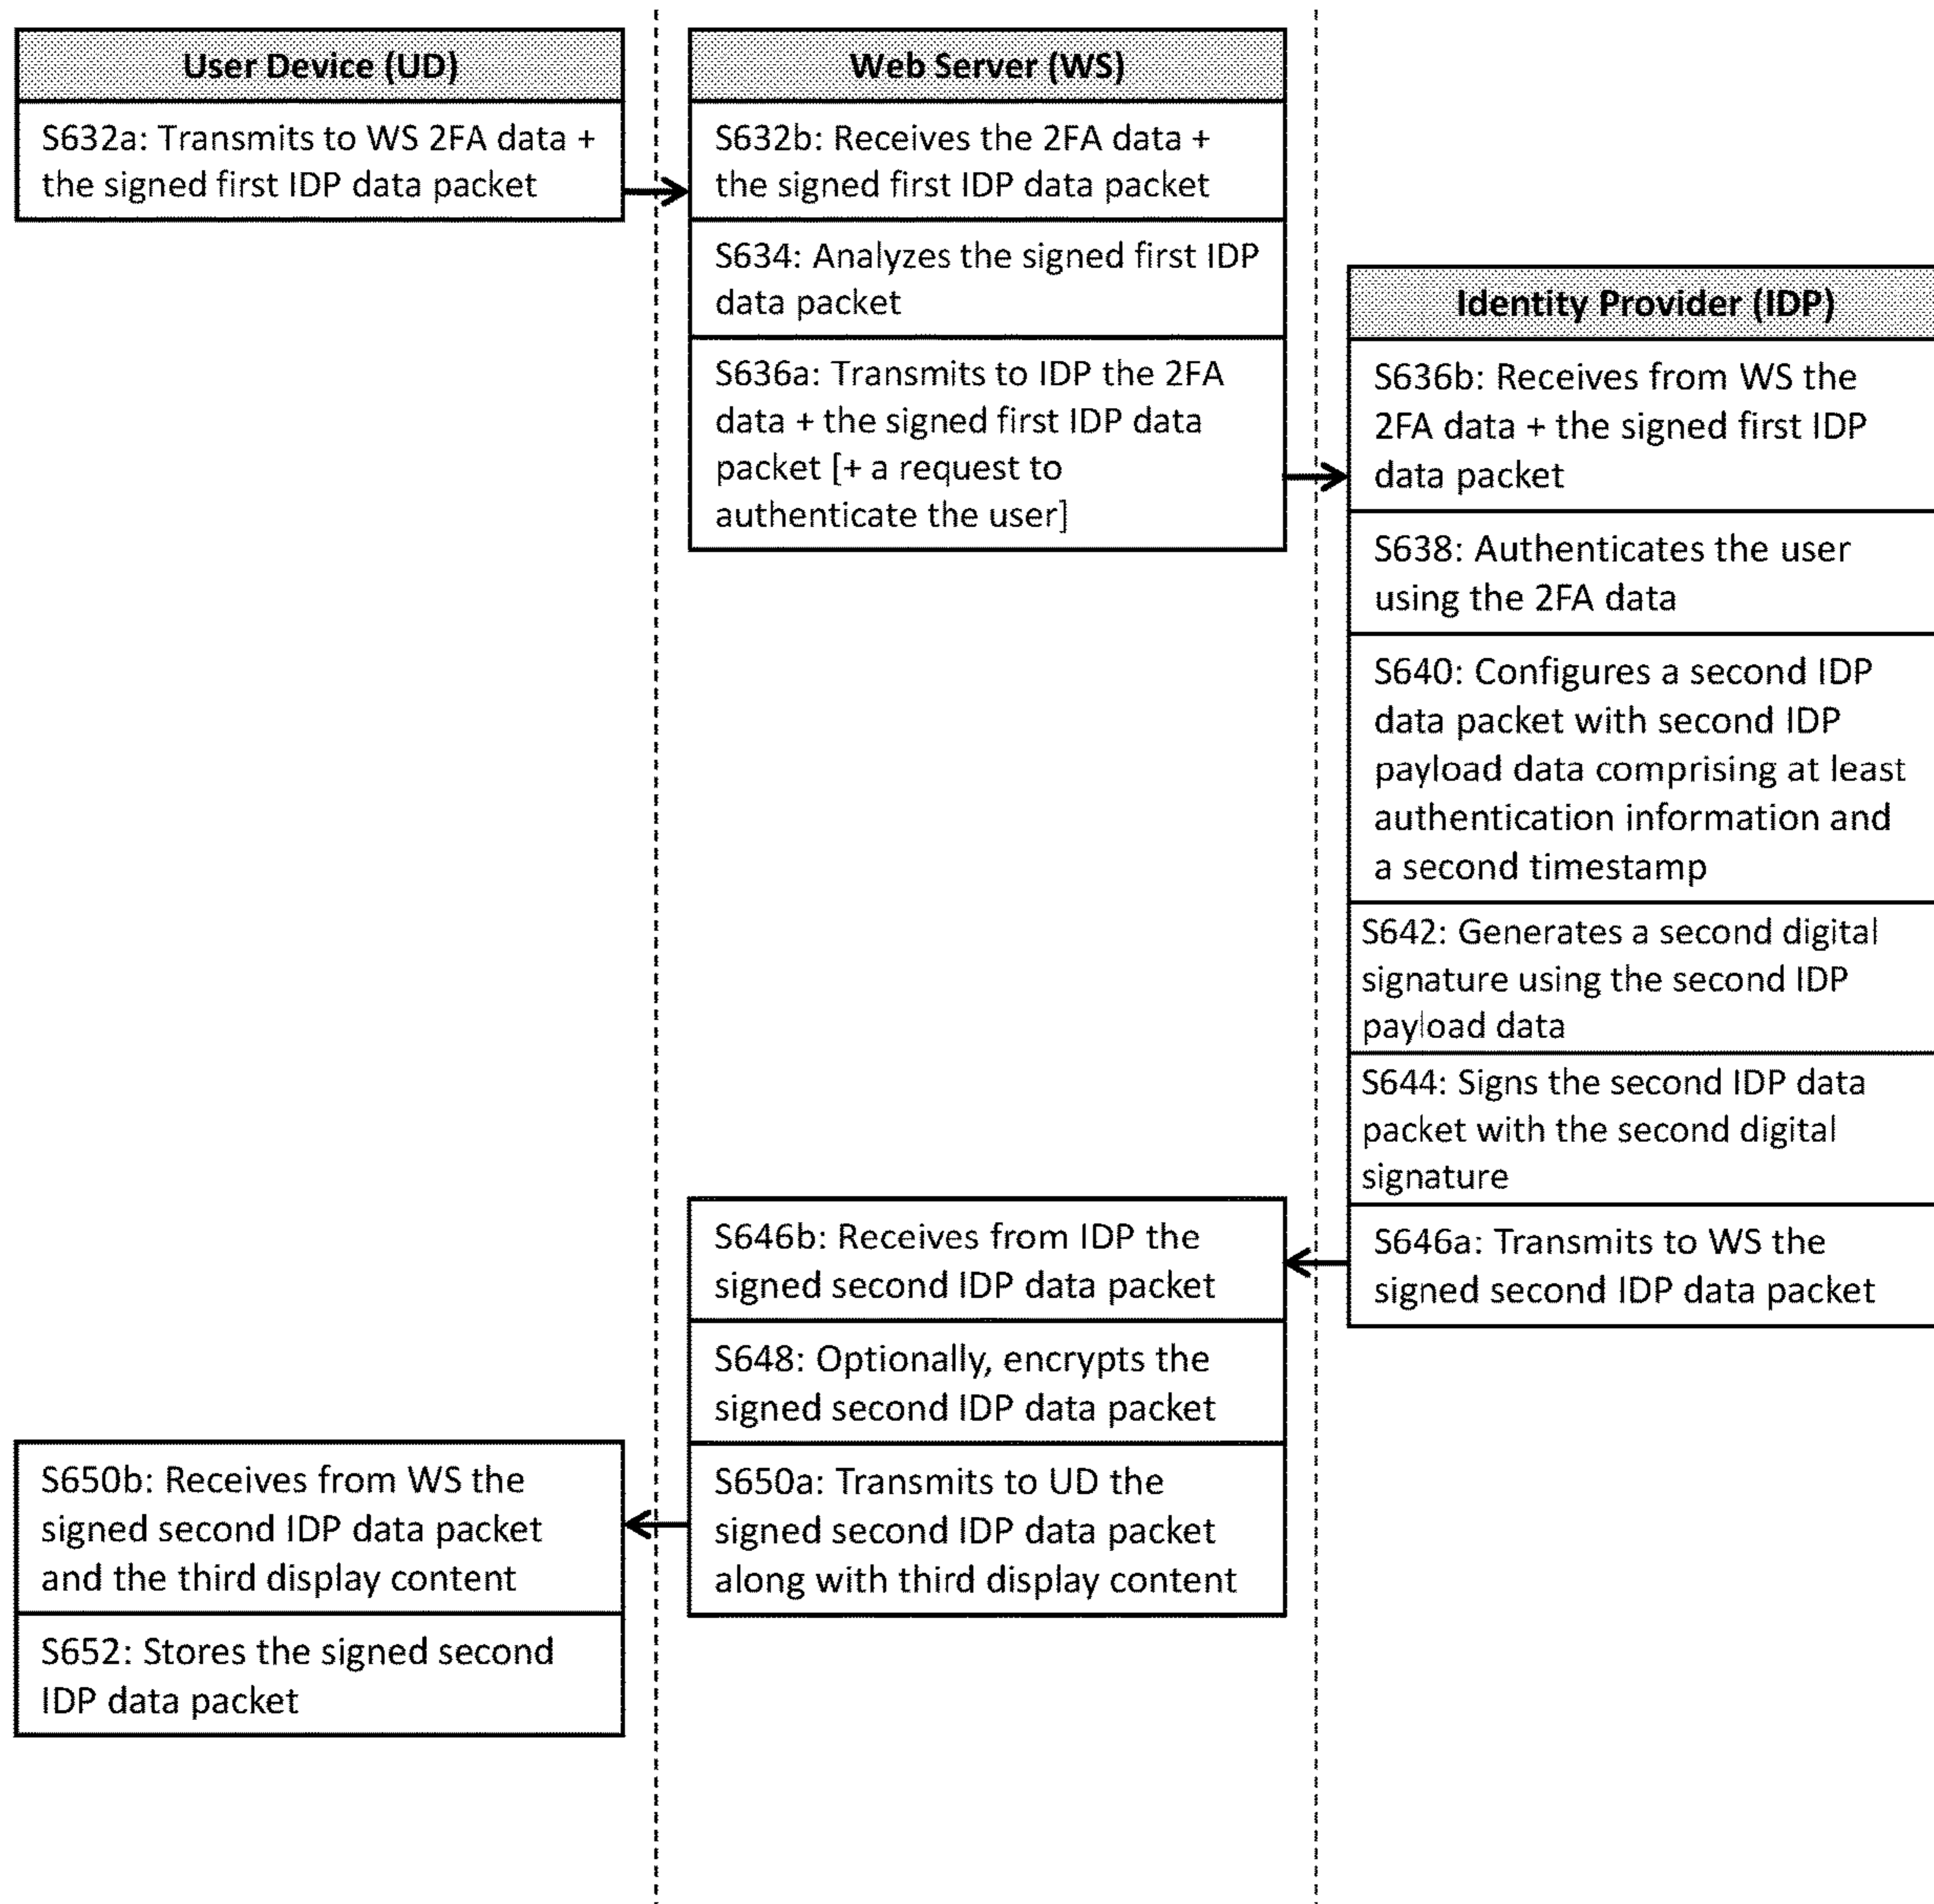 User Device (UD)
S632a: Transmits to WS 2FA data +
the signed first IDP data packet
Web Server (WS)
S632b: Receives the 2FA data +
the signed first IDP data packet
S634: Analyzes the signed first IDP
data packet
S636a: Transmits to IDP the 2FA
data + the signed first IDP data
packet [+ a request to
authenticate the user]
Identity Provider (IDP)
S636b: Receives from WS the
2FA data + the signed first IDP
data packet
S638: Authenticates the user
using the 2FA data
S640: Configures a second IDP
data packet with second IDP
payload data comprising at least
authentication information and
a second timestamp
S642: Generates a second digital
signature using the second IDP
payload data
S644: Signs the second IDP data
packet with the second digital
signature
S646a: Transmits to WS the
signed second IDP data packet
S646b: Receives from IDP the
signed second IDP data packet
S648: Optionally, encrypts the
signed second IDP data packet
S650a: Transmits to UD the
signed second IDP data packet
along with third display content
S650b: Receives from WS the
signed second IDP data packet
and the third display content
S652: Stores the signed second
IDP data packet